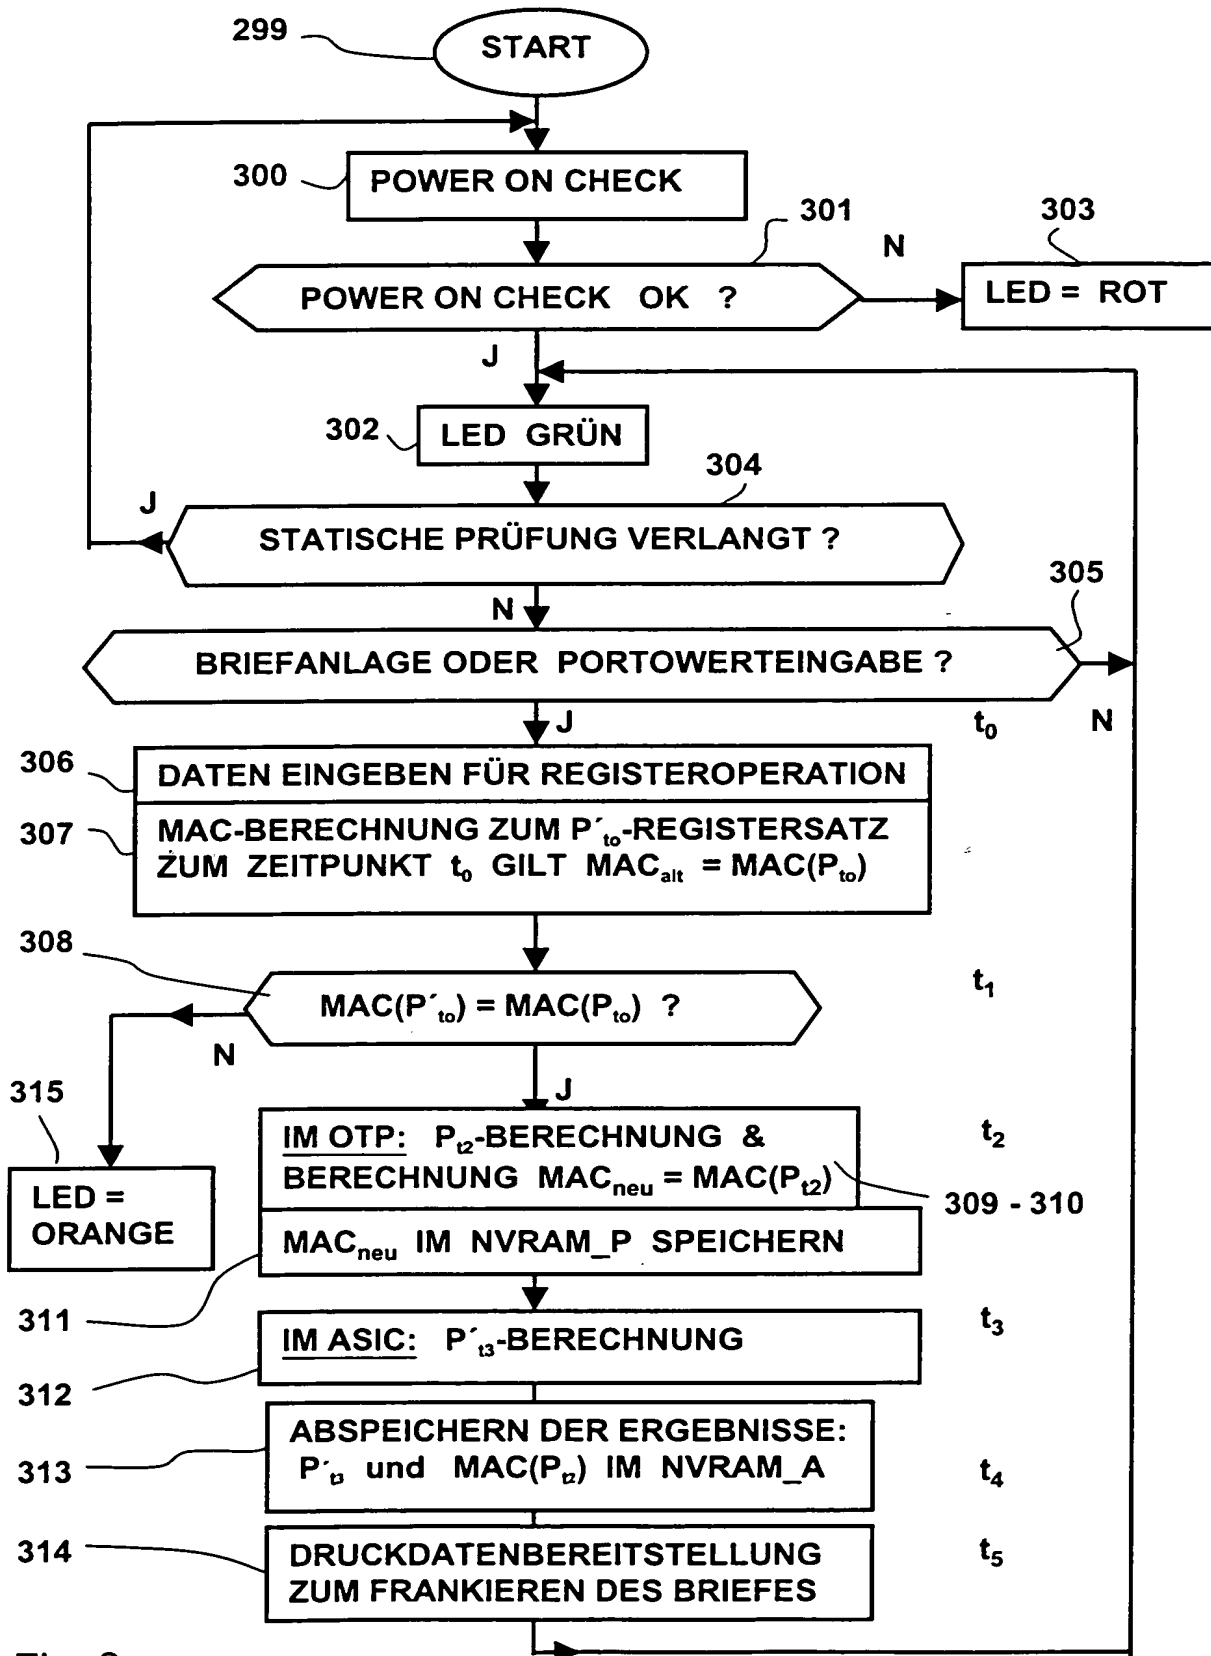 299
START
300
POWER ON CHECK
301
303
N
POWER ON CHECK OK ?
LED = ROT
J
302
LED GRÜN
304
J
STATISCHE PRÜFUNG VERLANGT ?
305
N
BRIEFANLAGE ODER PORTOWERTEINGABE ?
J
t₀
N
306
DATEN EINGEBEN FÜR REGISTEROPERATION
307
MAC-BERECHNUNG ZUM P´to-REGISTERSATZ
ZUM ZEITPUNKT t₀ GILT MACalt = MAC(Pto)
308
t₁
MAC(P´to) = MAC(Pto) ?
N
J
315
LED =
ORANGE
t₂
IM OTP: Pt2-BERECHNUNG &
BERECHNUNG MACneu = MAC(Pt2)
309 - 310
MACneu IM NVRAM_P SPEICHERN
311
t₃
IM ASIC: P´t3-BERECHNUNG
312
ABSPEICHERN DER ERGEBNISSE:
313
P´t3 und MAC(Pt2) IM NVRAM_A
t₄
314
DRUCKDATENBEREITSTELLUNG
ZUM FRANKIEREN DES BRIEFES
t₅